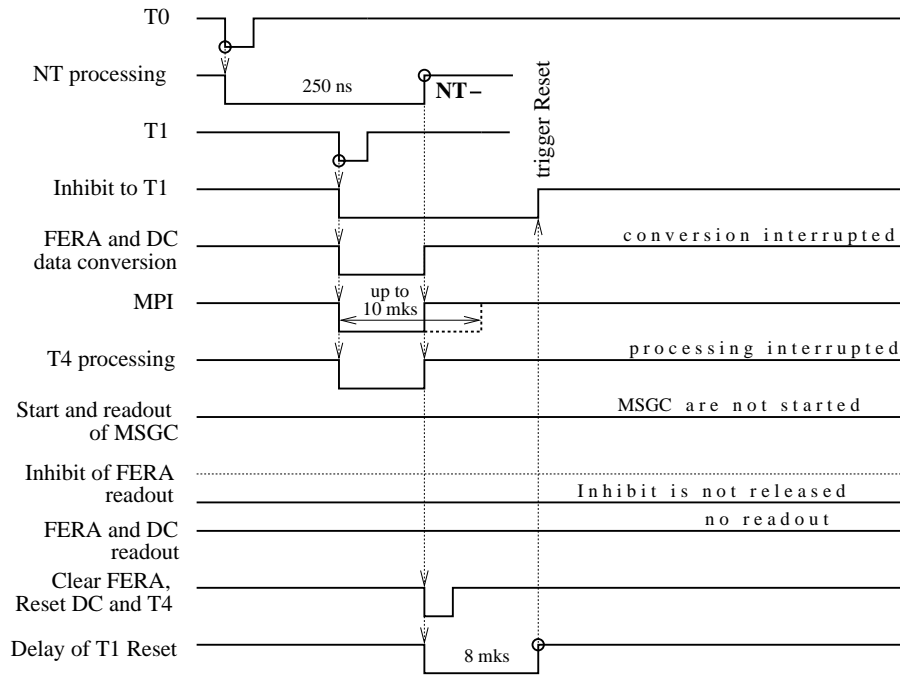 T0
NT processing
250 ns
NT–
T1
trigger Reset
Inhibit to T1
FERA and DC
data conversion
conversion interrupted
MPI
up to
10 mks
T4 processing
processing interrupted
Start and readout
of MSGC
MSGC are not started
Inhibit of FERA
readout
Inhibit is not released
FERA and DC
readout
no readout
Clear FERA,
Reset DC and T4
Delay of T1 Reset
8 mks